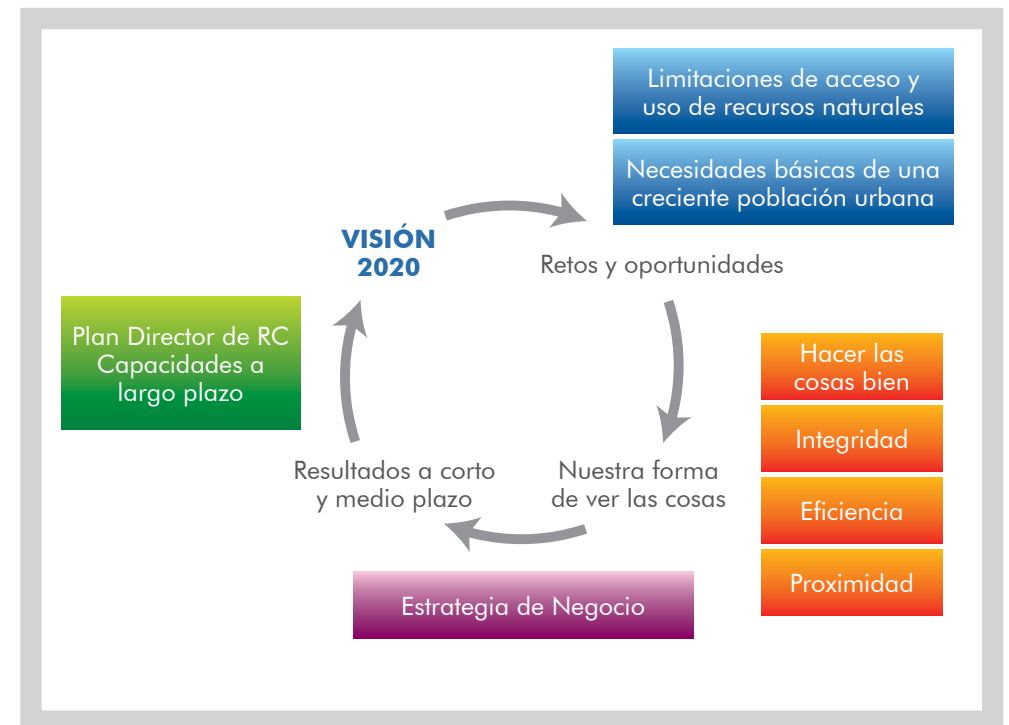 Limitaciones de acceso y
uso de recursos naturales
Necesidades básicas de una
creciente población urbana
VISIÓN
2020
Retos y oportunidades
Plan Director de RC
Capacidades a
largo plazo
Hacer las
cosas bien
Integridad
Eficiencia
Proximidad
Resultados a corto
y medio plazo
Nuestra forma
de ver las cosas
Estrategia de Negocio